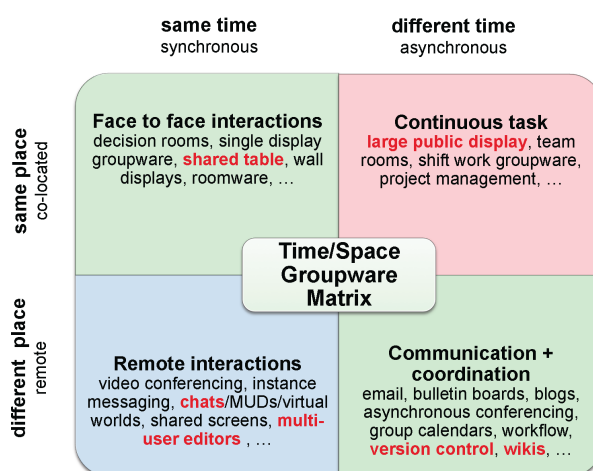 same time
synchronous
different time
asynchronous
same place
co-located
Face to face interactions
decision rooms, single display
groupware, shared table, wall
displays, roomware, …
Continuous task
large public display, team
rooms, shift work groupware,
project management, …
Time/Space
Groupware
Matrix
different place
remote
Remote interactions
video conferencing, instance
messaging, chats/MUDs/virtual
worlds, shared screens, multi-
user editors , …
Communication +
coordination
email, bulletin boards, blogs,
asynchronous conferencing,
group calendars, workflow,
version control, wikis, …